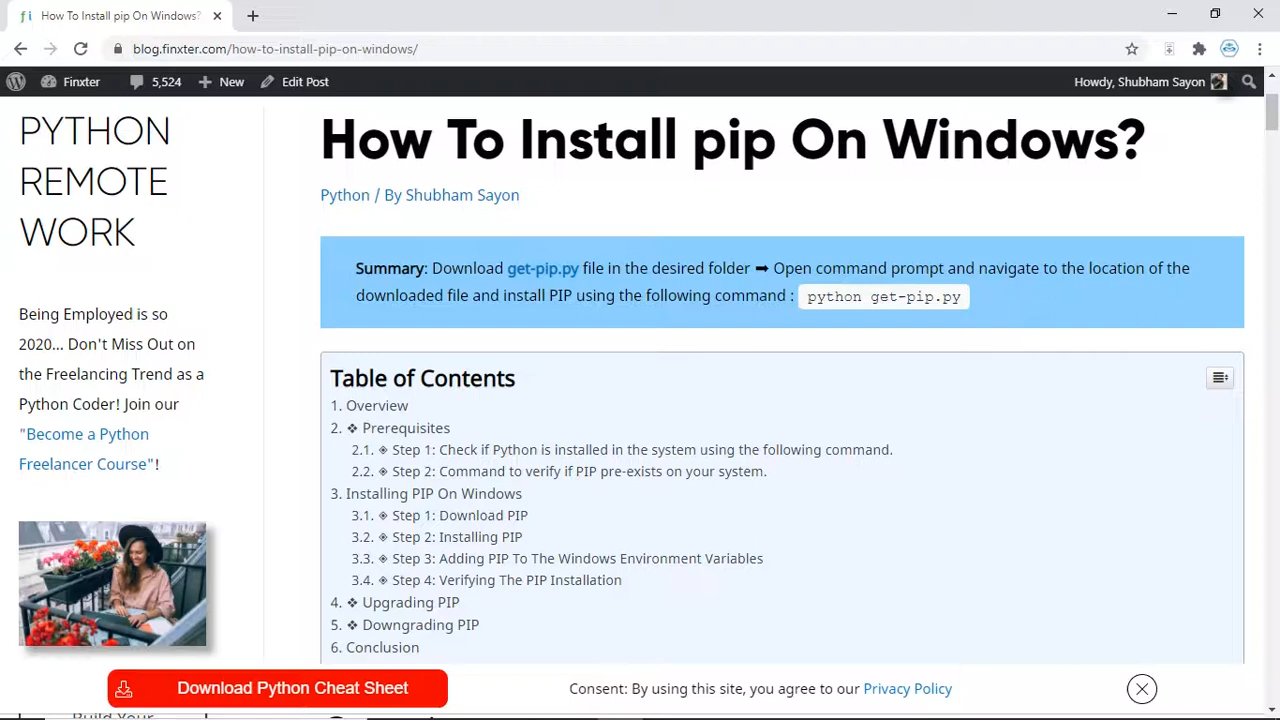 How To Install pip On Windows?
blog.finxter.com/how-to-install-pip-on-windows/
Finxter
5,524
New
Edit Post
Howdy, Shubham Sayon
PYTHON
REMOTE
WORK
Being Employed is so
2020... Don't Miss Out on
the Freelancing Trend as a
Python Coder! Join our
"Become a Python
Freelancer Course"!
How To Install pip On Windows?
Python / By Shubham Sayon
Summary: Download get-pip.py file in the desired folder ➡ Open command prompt and navigate to the location of the
downloaded file and install PIP using the following command : python get-pip.py
Table of Contents
1. Overview
2. ❖ Prerequisites
2.1. ◈ Step 1: Check if Python is installed in the system using the following command.
2.2. ◈ Step 2: Command to verify if PIP pre-exists on your system.
3. Installing PIP On Windows
3.1. ◈ Step 1: Download PIP
3.2. ◈ Step 2: Installing PIP
3.3. ◈ Step 3: Adding PIP To The Windows Environment Variables
3.4. ◈ Step 4: Verifying The PIP Installation
4. ❖ Upgrading PIP
5. ❖ Downgrading PIP
6. Conclusion
Download Python Cheat Sheet
Consent: By using this site, you agree to our Privacy Policy
Build Your